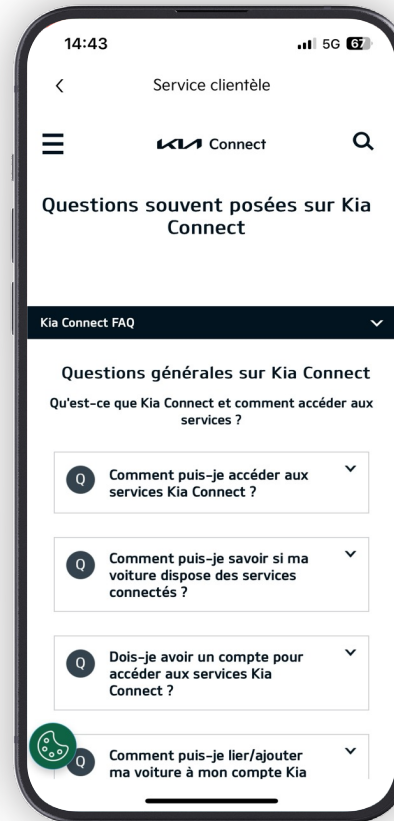 14:43
5G 67
Service clientèle
KIA Connect
Questions souvent posées sur Kia
Connect
Kia Connect FAQ
Questions générales sur Kia Connect
Qu'est-ce que Kia Connect et comment accéder aux
services ?
Q Comment puis-je accéder aux
services Kia Connect ?
Q Comment puis-je savoir si ma
voiture dispose des services
connectés ?
Q Dois-je avoir un compte pour
accéder aux services Kia
Connect ?
Q Comment puis-je lier/ajouter
ma voiture à mon compte Kia